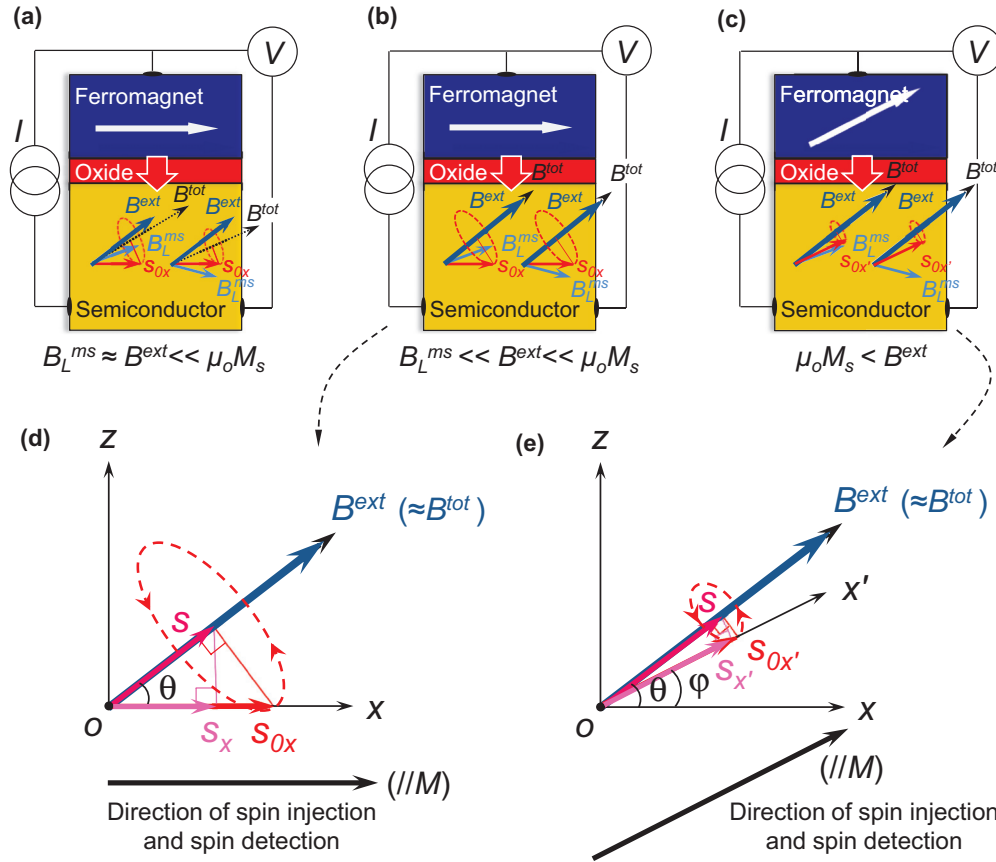 (a)
V
Ferromagnet
I
Oxide
B^tot
B^ext
B^ext
B^tot
B_L^ms
s_0x
s_0x
B_L^ms
Semiconductor
B_L^ms ≈ B^ext << μ_oM_s
(b)
V
Ferromagnet
I
Oxide
B^tot
B^tot
B^ext
B^ext
B_L^ms
s_0x
s_0x
B_L^ms
Semiconductor
B_L^ms << B^ext << μ_oM_s
(c)
V
Ferromagnet
I
Oxide
B^tot
B^tot
B^ext
B^ext
B_L^ms
s_0x'
s_0x'
B_L^ms
Semiconductor
μ_oM_s < B^ext
(d)
z
B^ext (≈B^tot)
s
θ
o
x
s_x
s_0x
(//M)
Direction of spin injection
and spin detection
(e)
z
B^ext (≈B^tot)
x'
s
s_0x'
s_x'
θ
φ
o
x
(//M)
Direction of spin injection
and spin detection